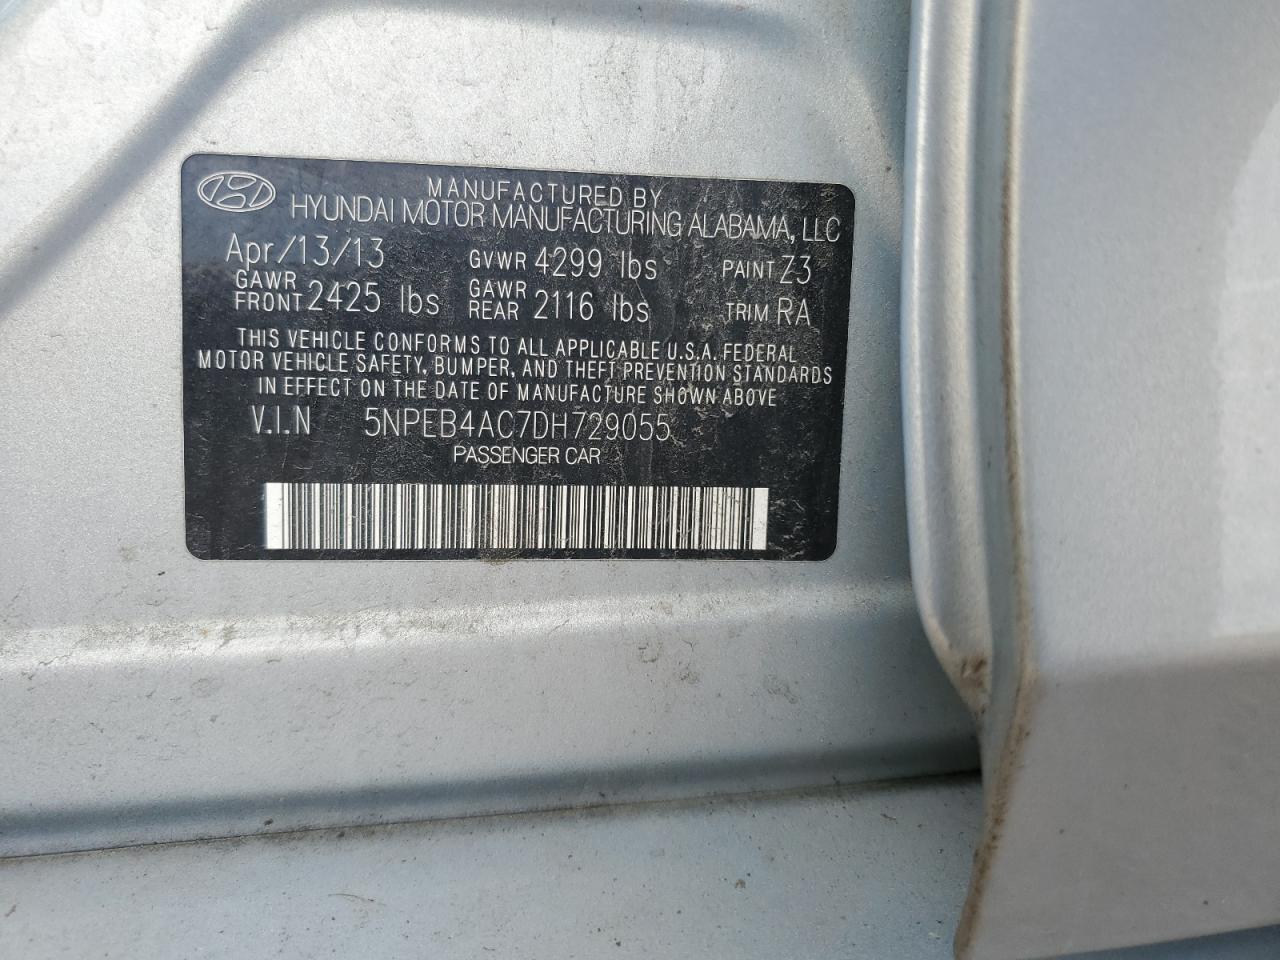 MANUFACTURED BY
HYUNDAI MOTOR MANUFACTURING ALABAMA, LLC
Apr/13/13 GVWR 4299 lbs PAINT Z3
GAWR FRONT 2425 lbs GAWR REAR 2116 lbs TRIM RA
THIS VEHICLE CONFORMS TO ALL APPLICABLE U.S.A. FEDERAL
MOTOR VEHICLE SAFETY, BUMPER, AND THEFT PREVENTION STANDARDS
IN EFFECT ON THE DATE OF MANUFACTURE SHOWN ABOVE
V.I.N 5NPEB4AC7DH729055
PASSENGER CAR